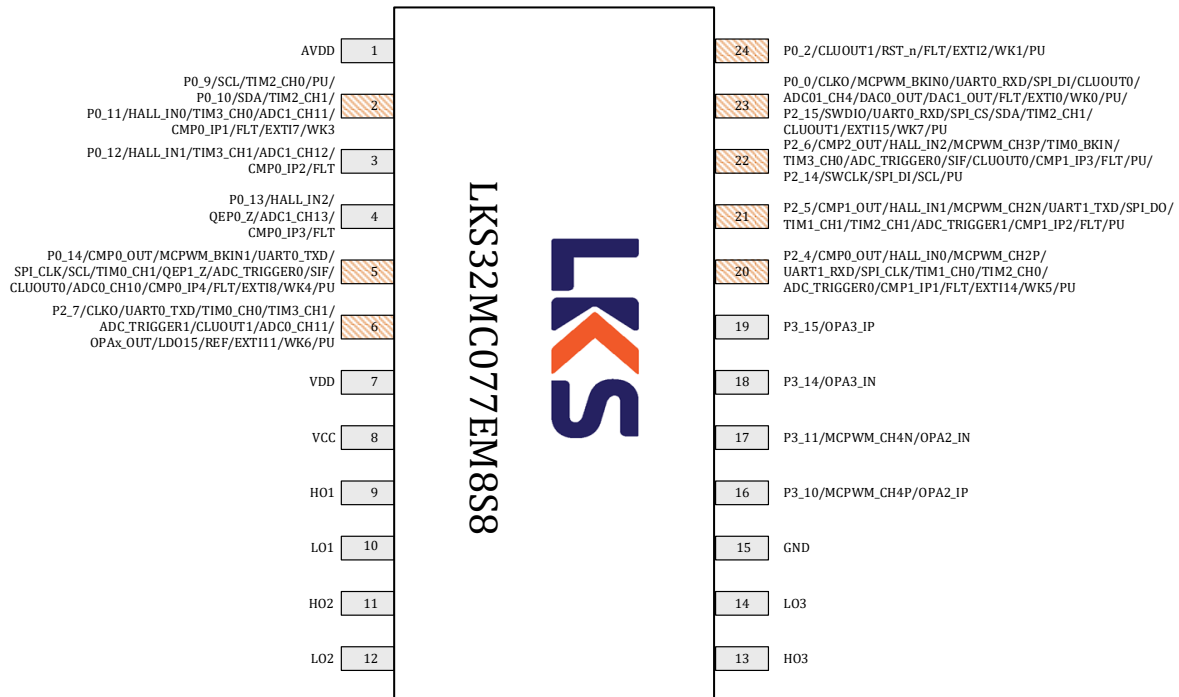 AVDD
1
P0_9/SCL/TIM2_CH0/PU/
P0_10/SDA/TIM2_CH1/
P0_11/HALL_IN0/TIM3_CH0/ADC1_CH11/
CMP0_IP1/FLT/EXTI7/WK3
2
P0_12/HALL_IN1/TIM3_CH1/ADC1_CH12/
CMP0_IP2/FLT
3
P0_13/HALL_IN2/
QEP0_Z/ADC1_CH13/
CMP0_IP3/FLT
4
P0_14/CMP0_OUT/MCPWM_BKIN1/UART0_TXD/
SPI_CLK/SCL/TIM0_CH1/QEP1_Z/ADC_TRIGGER0/SIF/
CLUOUT0/ADC0_CH10/CMP0_IP4/FLT/EXTI8/WK4/PU
5
P2_7/CLKO/UART0_TXD/TIM0_CH0/TIM3_CH1/
ADC_TRIGGER1/CLUOUT1/ADC0_CH11/
OPAx_OUT/LDO15/REF/EXTI11/WK6/PU
6
VDD
7
VCC
8
HO1
9
LO1
10
HO2
11
LO2
12
LKS32MC077EM8S8
LKS
24
P0_2/CLUOUT1/RST_n/FLT/EXTI2/WK1/PU
23
P0_0/CLKO/MCPWM_BKIN0/UART0_RXD/SPI_DI/CLUOUT0/
ADC01_CH4/DAC0_OUT/DAC1_OUT/FLT/EXTI0/WK0/PU/
P2_15/SWDIO/UART0_RXD/SPI_CS/SDA/TIM2_CH1/
CLUOUT1/EXTI15/WK7/PU
22
P2_6/CMP2_OUT/HALL_IN2/MCPWM_CH3P/TIM0_BKIN/
TIM3_CH0/ADC_TRIGGER0/SIF/CLUOUT0/CMP1_IP3/FLT/PU/
P2_14/SWCLK/SPI_DI/SCL/PU
21
P2_5/CMP1_OUT/HALL_IN1/MCPWM_CH2N/UART1_TXD/SPI_DO/
TIM1_CH1/TIM2_CH1/ADC_TRIGGER1/CMP1_IP2/FLT/PU
20
P2_4/CMP0_OUT/HALL_IN0/MCPWM_CH2P/
UART1_RXD/SPI_CLK/TIM1_CH0/TIM2_CH0/
ADC_TRIGGER0/CMP1_IP1/FLT/EXTI14/WK5/PU
19
P3_15/OPA3_IP
18
P3_14/OPA3_IN
17
P3_11/MCPWM_CH4N/OPA2_IN
16
P3_10/MCPWM_CH4P/OPA2_IP
15
GND
14
LO3
13
HO3